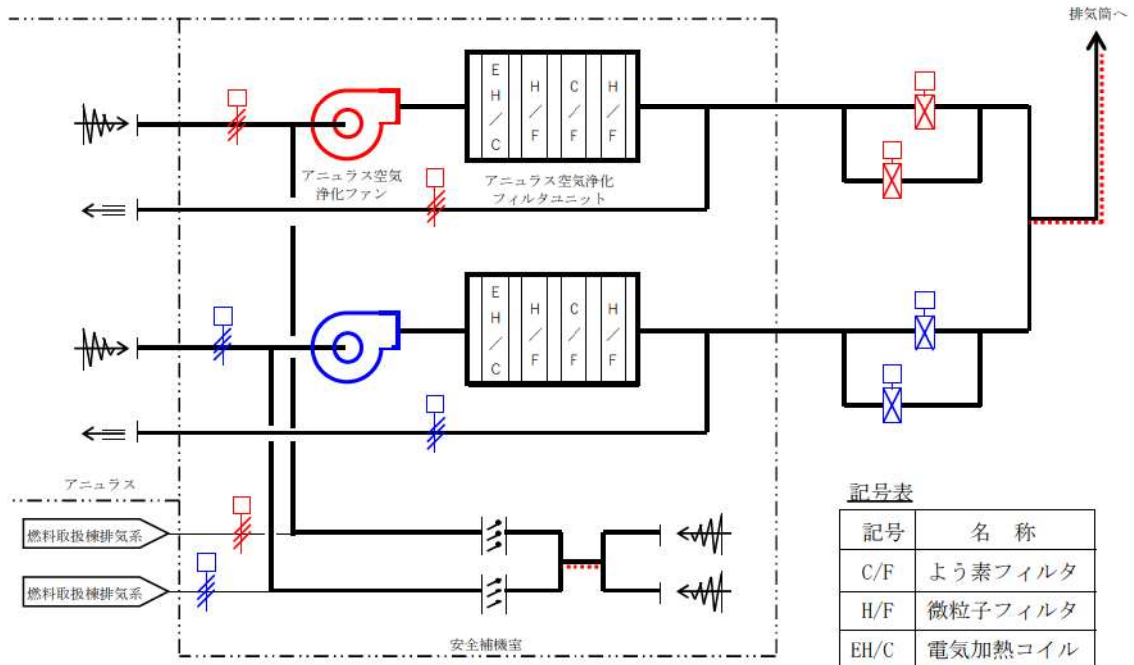 排気筒へ
E
H
／
C
H
／
F
C
／
F
H
／
F
アニュラス空気
浄化ファン
アニュラス空気浄化
フィルタユニット
E
H
／
C
H
／
F
C
／
F
H
／
F
アニュラス
燃料取扱棟排気系
燃料取扱棟排気系
安全補機室
記号表
記号 名 称
C/F よう素フィルタ
H/F 微粒子フィルタ
EH/C 電気加熱コイル